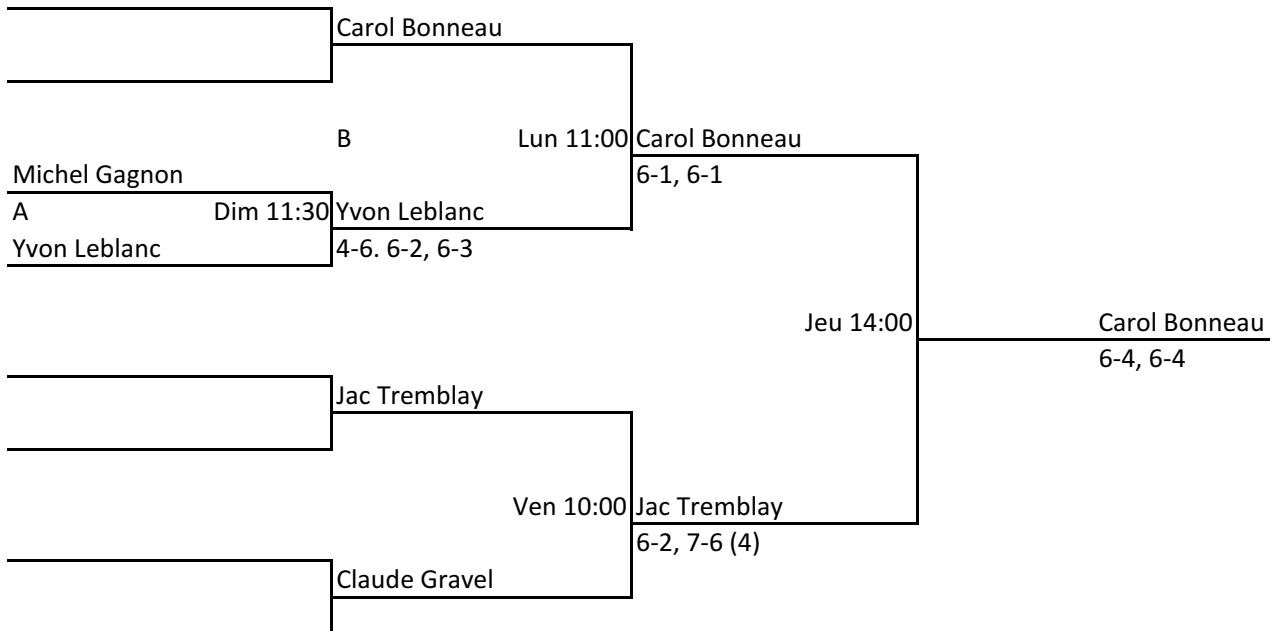 Carol Bonneau
B Lun 11:00 Carol Bonneau
Michel Gagnon 6-1, 6-1
A Dim 11:30 Yvon Leblanc
Yvon Leblanc 4-6. 6-2, 6-3
Jeu 14:00 Carol Bonneau
6-4, 6-4
Jac Tremblay
Ven 10:00 Jac Tremblay
6-2, 7-6 (4)
Claude Gravel